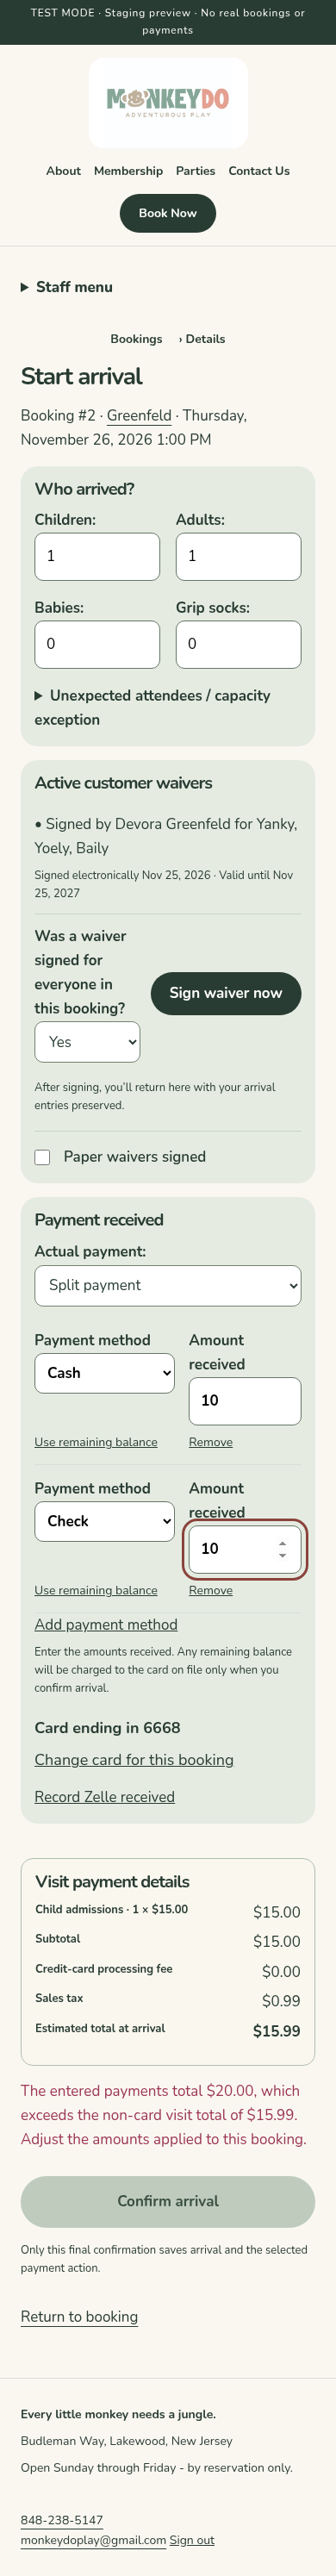 TEST MODE · Staging preview · No real bookings or
payments
MONKEYDO
ADVENTUROUS PLAY
About Membership Parties Contact Us
Book Now
▶ Staff menu
Bookings › Details
Start arrival
Booking #2 · Greenfeld · Thursday,
November 26, 2026 1:00 PM
Who arrived?
Children: Adults:
1 1
Babies: Grip socks:
0 0
▶ Unexpected attendees / capacity
exception
Active customer waivers
• Signed by Devora Greenfeld for Yanky,
Yoely, Baily
Signed electronically Nov 25, 2026 · Valid until Nov
25, 2027
Was a waiver
signed for
everyone in
this booking?
Yes
Sign waiver now
After signing, you’ll return here with your arrival
entries preserved.
Paper waivers signed
Payment received
Actual payment:
Split payment
Payment method Amount
received
Cash 10
Use remaining balance Remove
Payment method Amount
received
Check 10
Use remaining balance Remove
Add payment method
Enter the amounts received. Any remaining balance
will be charged to the card on file only when you
confirm arrival.
Card ending in 6668
Change card for this booking
Record Zelle received
Visit payment details
Child admissions · 1 × $15.00 $15.00
Subtotal $15.00
Credit-card processing fee $0.00
Sales tax $0.99
Estimated total at arrival $15.99
The entered payments total $20.00, which
exceeds the non-card visit total of $15.99.
Adjust the amounts applied to this booking.
Confirm arrival
Only this final confirmation saves arrival and the selected
payment action.
Return to booking
Every little monkey needs a jungle.
Budleman Way, Lakewood, New Jersey
Open Sunday through Friday - by reservation only.
848-238-5147
monkeydoplay@gmail.com Sign out